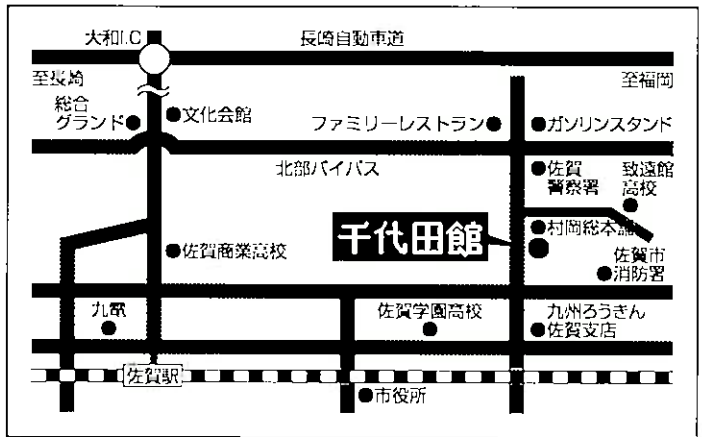 大和I.C
長崎自動車道
至長崎
至福岡
総合
グランド
文化会館
ファミリーレストラン
ガソリンスタンド
北部バイパス
佐賀
警察署
致遠館
高校
千代田館
村岡総本舗
佐賀商業高校
佐賀市
消防署
九電
佐賀学園高校
九州ろうきん
佐賀支店
佐賀駅
市役所